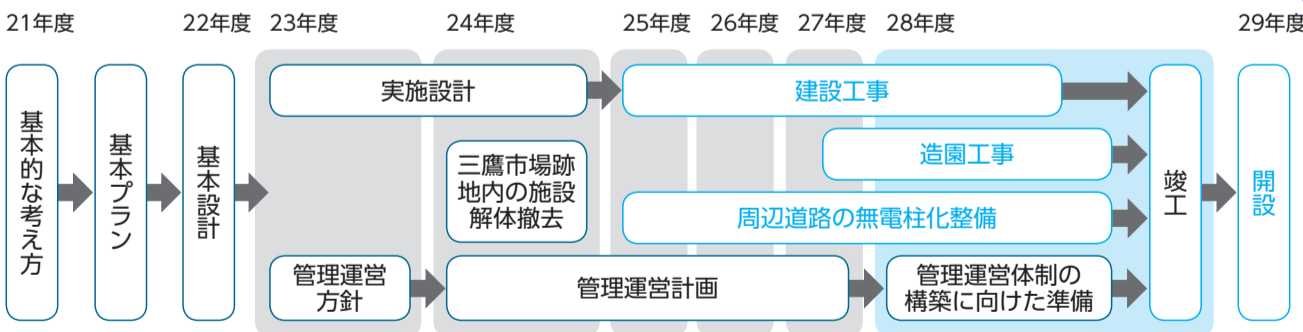 21年度
22年度
23年度
24年度
25年度
26年度
27年度
28年度
29年度
基本的な考え方
基本プラン
基本設計
実施設計
建設工事
造園工事
三鷹市場跡
地内の施設
解体撤去
周辺道路の無電柱化整備
管理運営
方針
管理運営計画
管理運営体制の
構築に向けた準備
竣工
開設